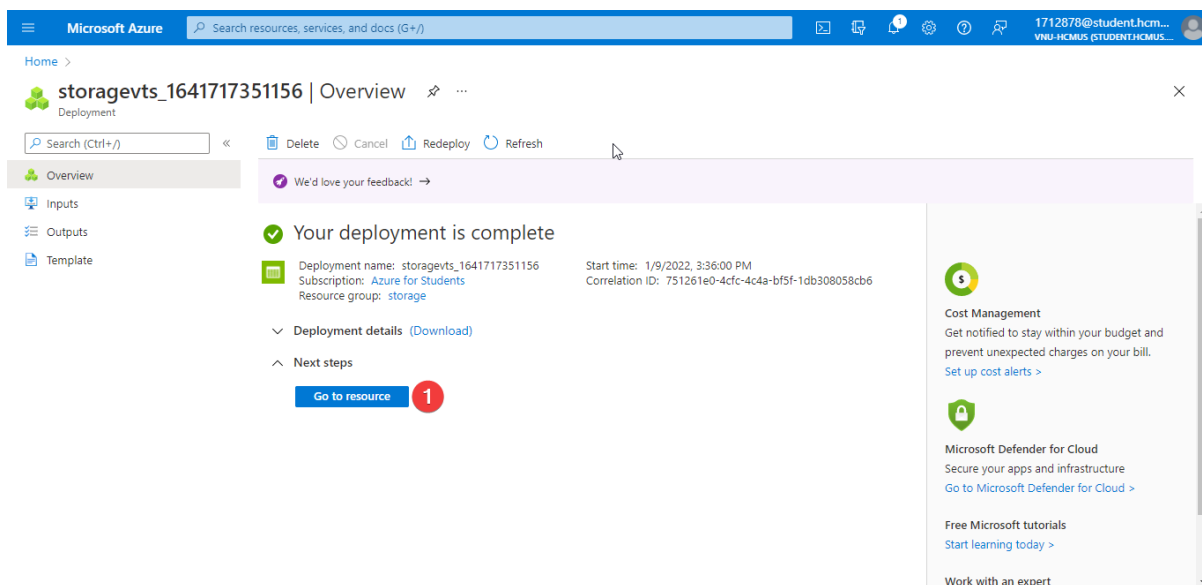 Microsoft Azure
Search resources, services, and docs (G+/)
1
1712878@student.hcm...
VNU-HCMUS (STUDENT.HCMUS....
Home >
storagevts_1641717351156 | Overview
...
Deployment
Search (Ctrl+/)
«
Delete
Cancel
Redeploy
Refresh
Overview
Inputs
Outputs
Template
We'd love your feedback! →
Your deployment is complete
Deployment name: storagevts_1641717351156
Subscription: Azure for Students
Resource group: storage
Start time: 1/9/2022, 3:36:00 PM
Correlation ID: 751261e0-4cfc-4c4a-bf5f-1db308058cb6
Deployment details (Download)
Next steps
Go to resource
1
$
Cost Management
Get notified to stay within your budget and
prevent unexpected charges on your bill.
Set up cost alerts >
Microsoft Defender for Cloud
Secure your apps and infrastructure
Go to Microsoft Defender for Cloud >
Free Microsoft tutorials
Start learning today >
Work with an expert